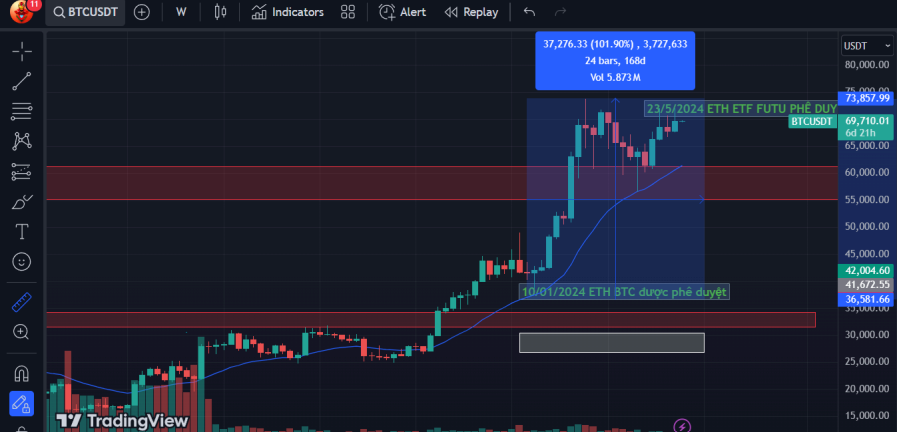 11
BTCUSDT
W
Indicators
Alert
Replay
USDT
37,276.33 (101.90%) , 3,727,633
24 bars, 168d
Vol 5.873M
80,000.00
75,000.00
73,857.99
23/5/2024 ETH ETF FUTU PHÊ DUY
BTCUSDT
69,710.01
6d 21h
65,000.00
60,000.00
55,000.00
50,000.00
45,000.00
42,004.60
41,672.55
36,581.66
10/01/2024 ETH BTC được phê duyệt
35,000.00
30,000.00
25,000.00
20,000.00
15,000.00
TradingView